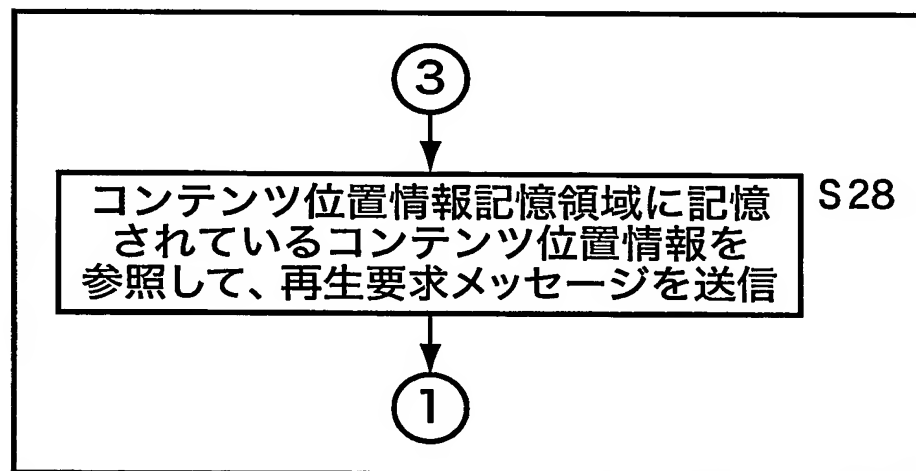 3
コンテンツ位置情報記憶領域に記憶
されているコンテンツ位置情報を
参照して、再生要求メッセージを送信
S28
1